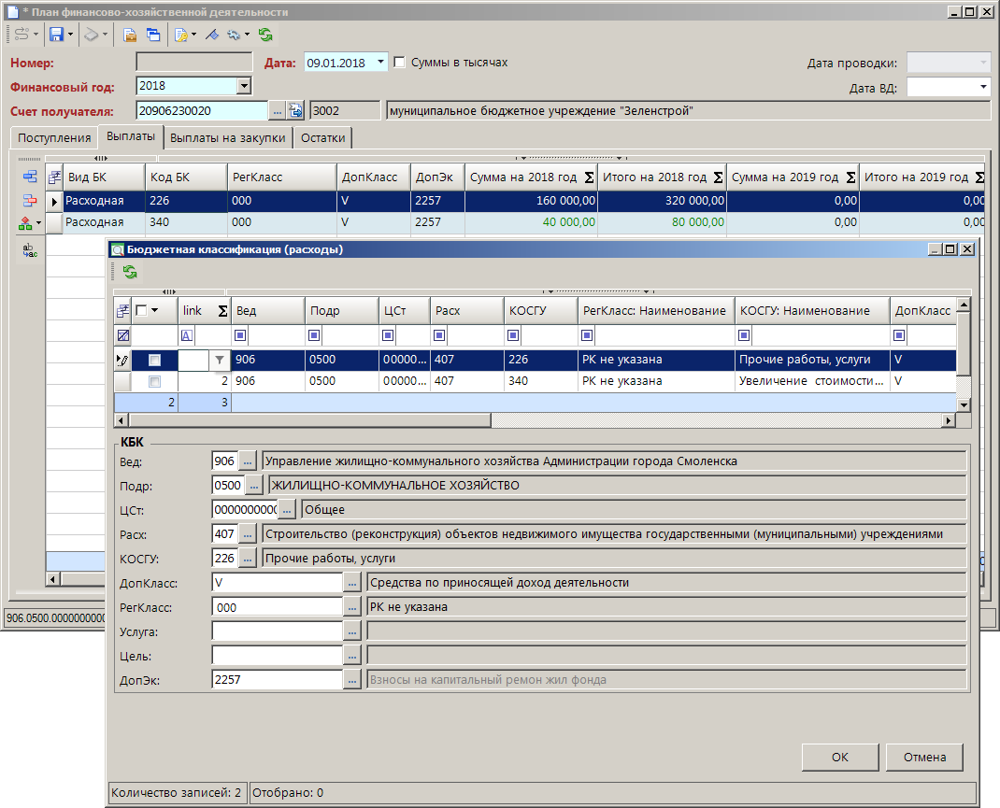 * План финансово-хозяйственной деятельности
Номер: Дата: 09.01.2018 Суммы в тысячах Дата проводки:
Финансовый год: 2018 Дата ВД:
Счет получателя: 20906230020 ... 3002 муниципальное бюджетное учреждение "Зеленстрой"
Поступления Выплаты Выплаты на закупки Остатки
Вид БК Код БК РегКласс ДопКласс ДопЭк Сумма на 2018 год Σ Итого на 2018 год Σ Сумма на 2019 год Σ Итого на 2019 год Σ
Расходная 226 000 V 2257 160 000,00 320 000,00 0,00 0,00
Расходная 340 000 V 2257 40 000,00 80 000,00 0,00 0,00
ab
ac
Бюджетная классификация (расходы)
link Σ Вед Подр ЦСт Расх КОСГУ РегКласс: Наименование КОСГУ: Наименование ДопКласс
A
906 0500 00000... 407 226 РК не указана Прочие работы, услуги V
2 906 0500 00000... 407 340 РК не указана Увеличение стоимости... V
2 3
КБК
Вед: 906 ... Управление жилищно-коммунального хозяйства Администрации города Смоленска
Подр: 0500 ... ЖИЛИЩНО-КОММУНАЛЬНОЕ ХОЗЯЙСТВО
ЦСт: 0000000000 ... Общее
Расх: 407 ... Строительство (реконструкция) объектов недвижимого имущества государственными (муниципальными) учреждениями
КОСГУ: 226 ... Прочие работы, услуги
ДопКласс: V ... Средства по приносящей доход деятельности
РегКласс: 000 ... РК не указана
Услуга: ...
Цель: ...
ДопЭк: 2257 ... Взносы на капитальный ремон жил фонда
906.0500.0000000000
ОК Отмена
Количество записей: 2 Отобрано: 0